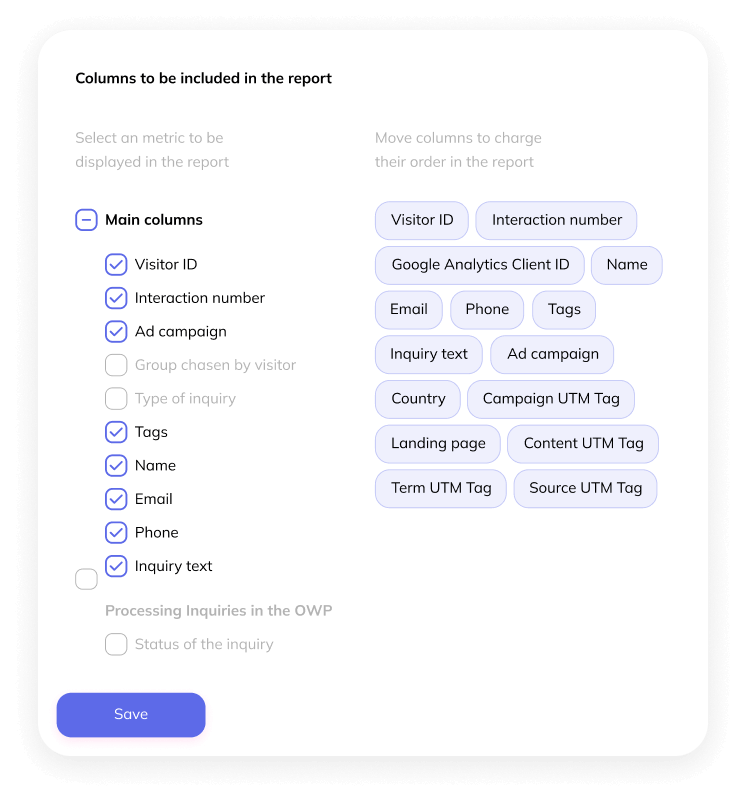 Columns to be included in the report
Select an metric to be
displayed in the report
Main columns
Visitor ID
Interaction number
Ad campaign
Group chosen by visitor
Type of inquiry
Tags
Name
Email
Phone
Inquiry text
Processing Inquiries in the OWP
Status of the inquiry
Save
Move columns to charge
their order in the report
Visitor ID Interaction number
Google Analytics Client ID Name
Email Phone Tags
Inquiry text Ad campaign
Country Campaign UTM Tag
Landing page Content UTM Tag
Term UTM Tag Source UTM Tag